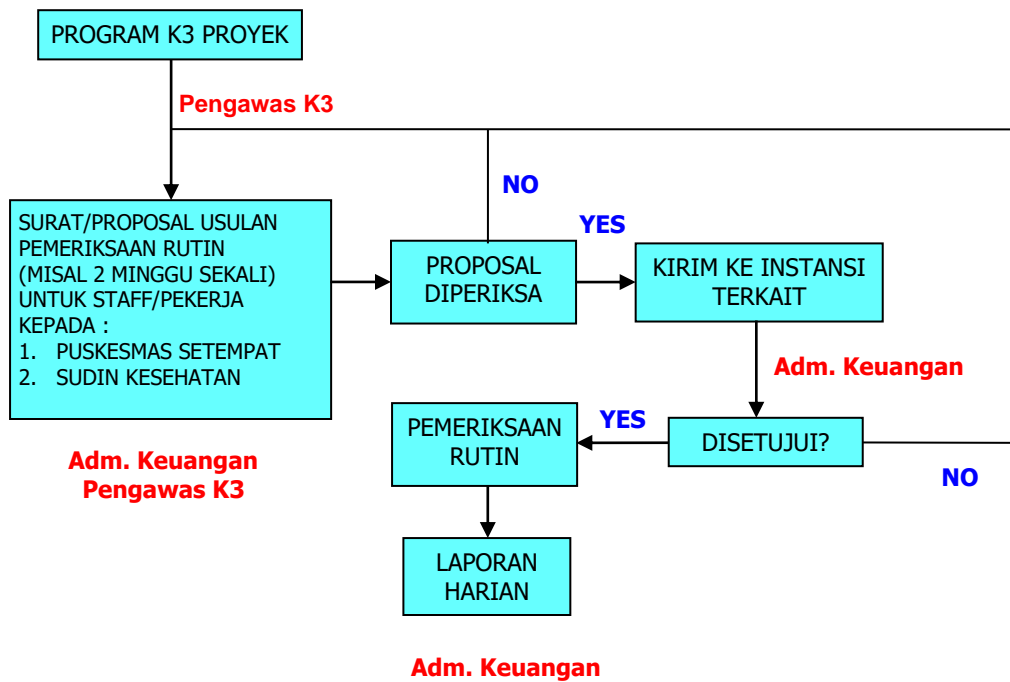 PROGRAM K3 PROYEK
Pengawas K3
NO
YES
SURAT/PROPOSAL USULAN
PEMERIKSAAN RUTIN
(MISAL 2 MINGGU SEKALI)
UNTUK STAFF/PEKERJA
KEPADA :
1. PUSKESMAS SETEMPAT
2. SUDIN KESEHATAN
PROPOSAL
DIPERIKSA
KIRIM KE INSTANSI
TERKAIT
Adm. Keuangan
Adm. Keuangan
Pengawas K3
PEMERIKSAAN
RUTIN
YES
DISETUJUI?
NO
LAPORAN
HARIAN
Adm. Keuangan